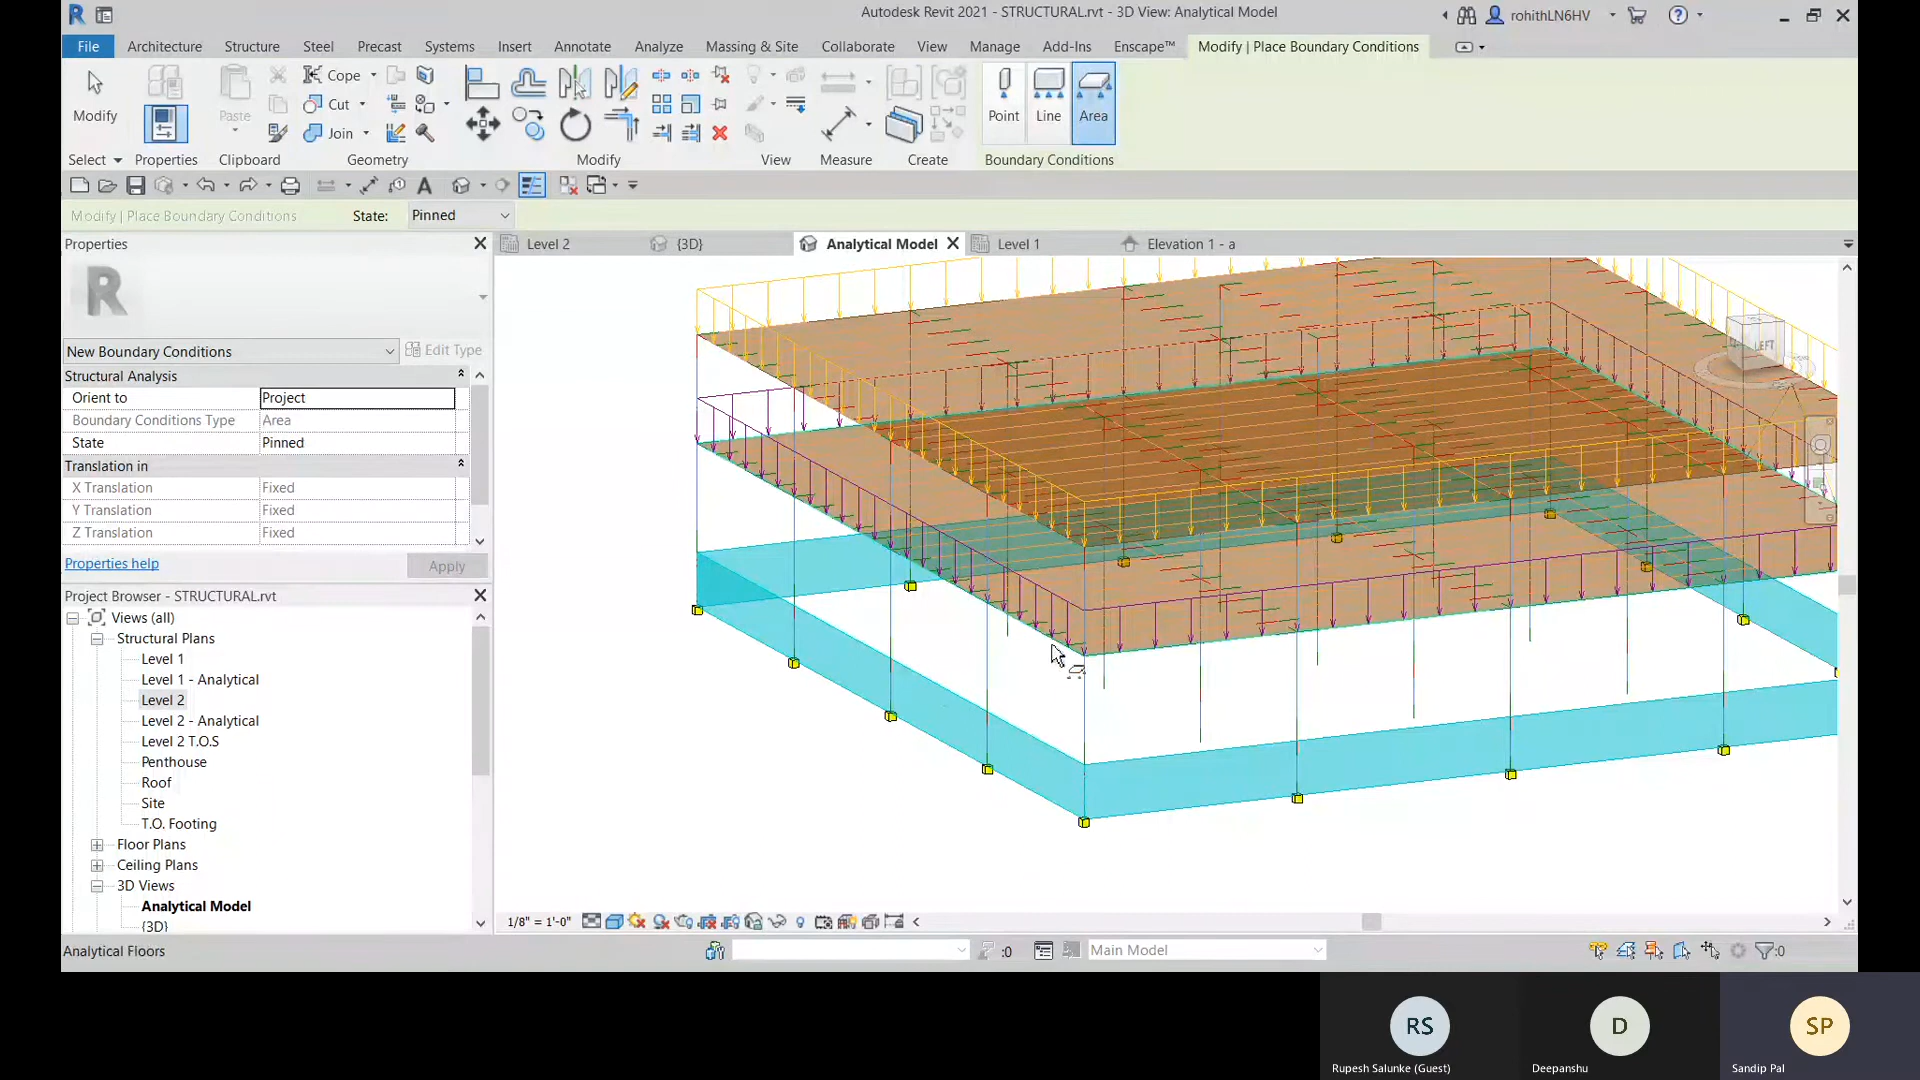 Autodesk Revit 2021 - STRUCTURAL.rvt - 3D View: Analytical Model
rohithLN6HV
File Architecture Structure Steel Precast Systems Insert Annotate Analyze Massing & Site Collaborate View Manage Add-Ins Enscape™ Modify | Place Boundary Conditions
Modify
Paste
Cope
Cut
Join
Point Line Area
Select Properties Clipboard Geometry Modify View Measure Create Boundary Conditions
Modify | Place Boundary Conditions State: Pinned
Properties
Level 2 {3D} Analytical Model Level 1 Elevation 1 - a
R
New Boundary Conditions Edit Type
Structural Analysis
Orient to Project
Boundary Conditions Type Area
State Pinned
Translation in
X Translation Fixed
Y Translation Fixed
Z Translation Fixed
Properties help Apply
LEFT
Project Browser - STRUCTURAL.rvt
Views (all)
Structural Plans
Level 1
Level 1 - Analytical
Level 2
Level 2 - Analytical
Level 2 T.O.S
Penthouse
Roof
Site
T.O. Footing
Floor Plans
Ceiling Plans
3D Views
Analytical Model
{3D}
1/8" = 1'-0"
Analytical Floors :0 Main Model :0
RS D SP
Rupesh Salunke (Guest) Deepanshu Sandip Pal